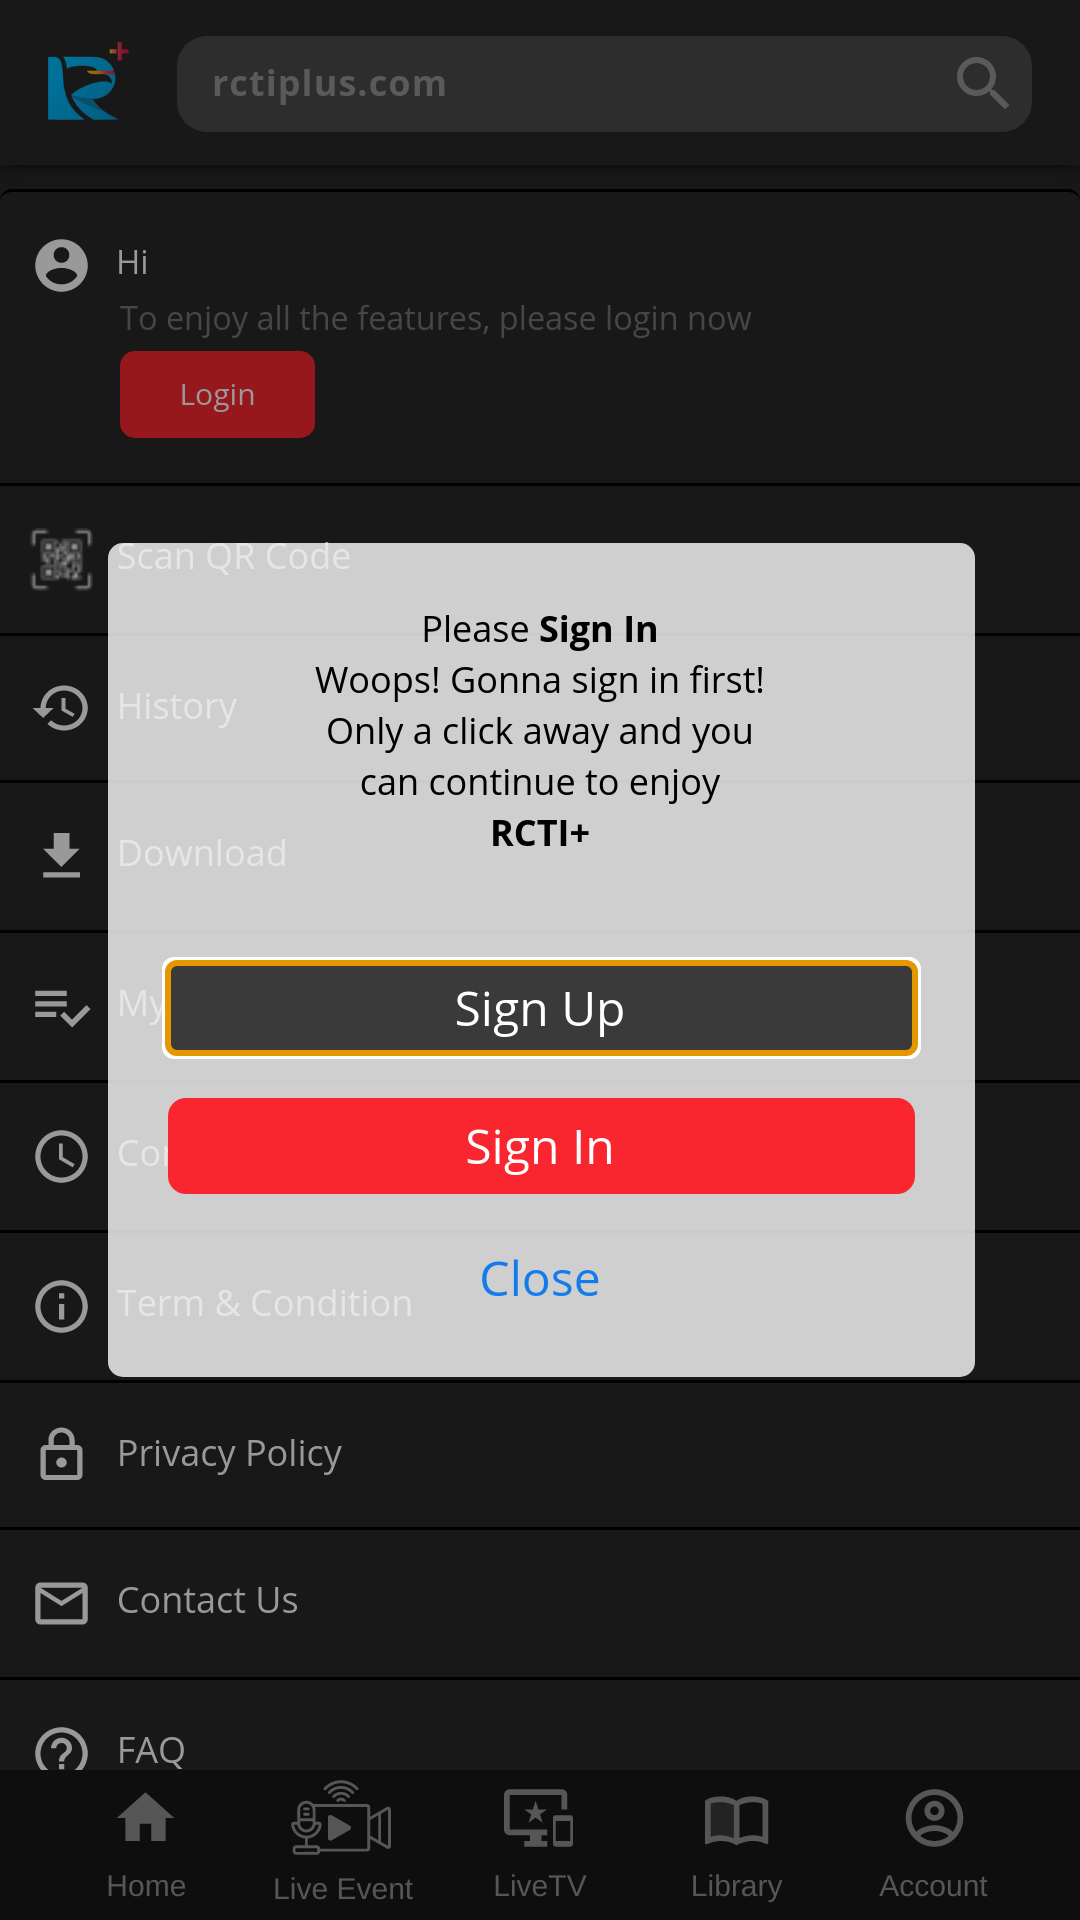 rctiplus.com
Hi
To enjoy all the features, please login now
Login
Scan QR Code
Please Sign In
Woops! Gonna sign in first!
Only a click away and you
can continue to enjoy
RCTI+
History
Download
My
Sign Up
Sign In
Close
Term & Condition
Privacy Policy
Contact Us
FAQ
Home
Live Event
LiveTV
Library
Account